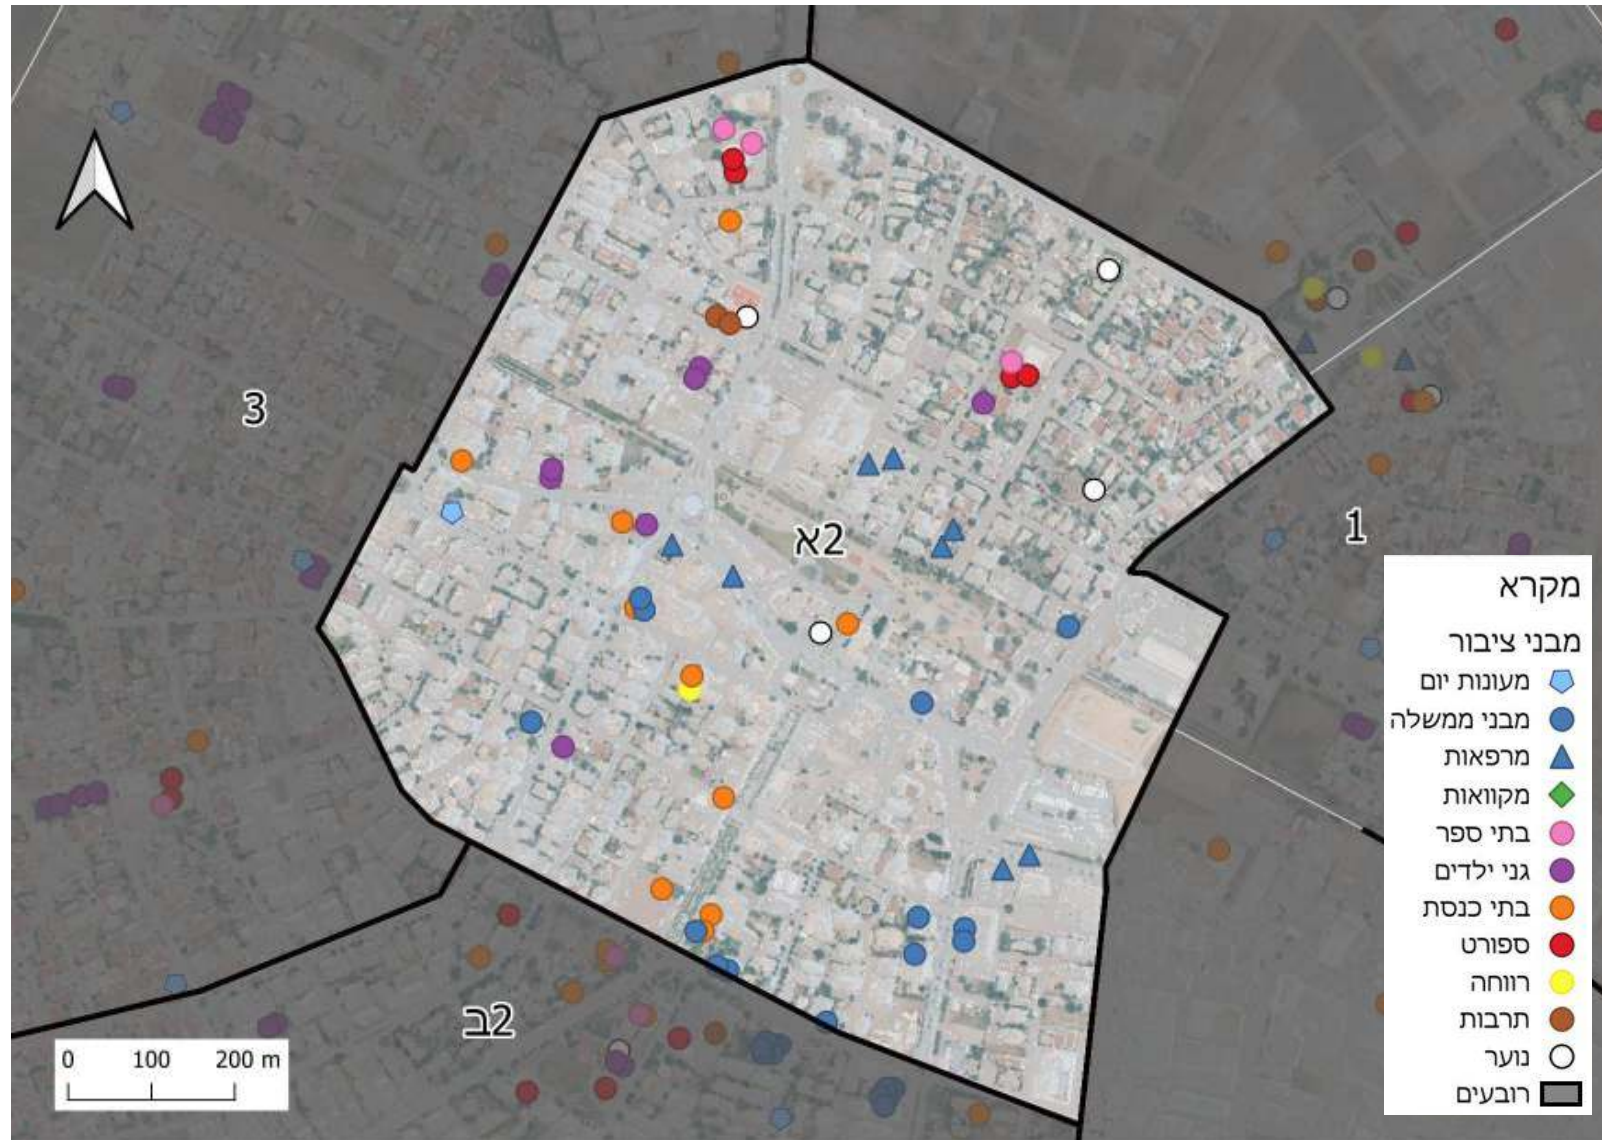 3
2א
1
2ב
מקרא
מבני ציבור
מעונות יום
מבני ממשלה
מרפאות
מקוואות
בתי ספר
גני ילדים
בתי כנסת
ספורט
רווחה
תרבות
נוער
רובעים
0 100 200 m